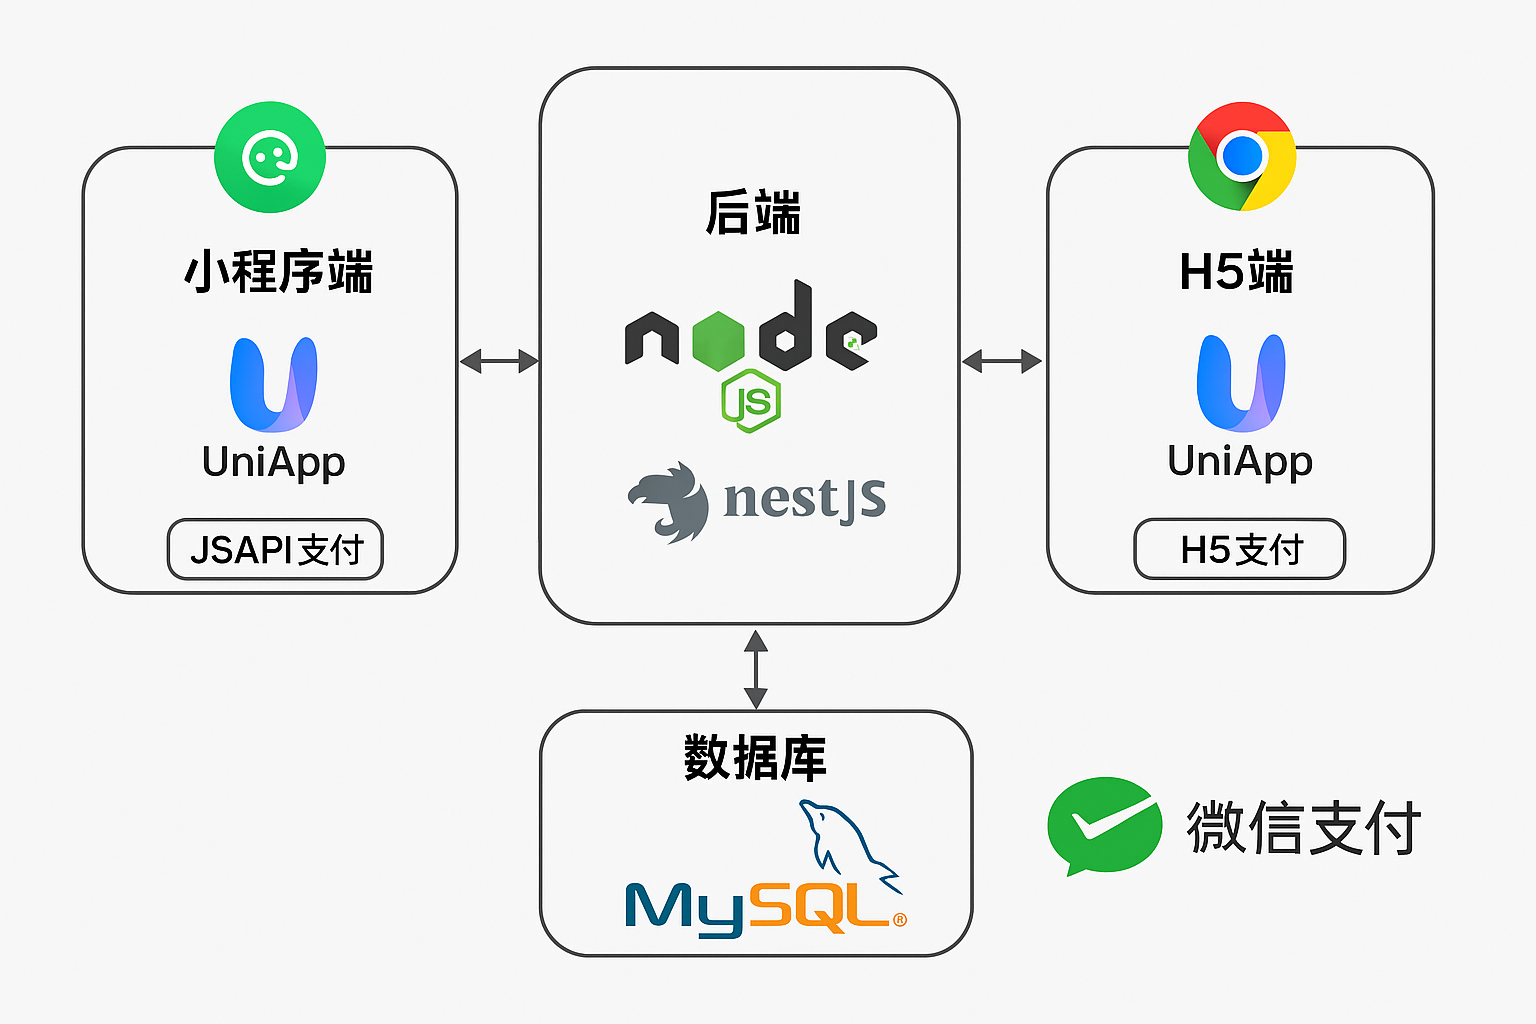 小程序端
UniApp
JSAPI支付
后端
node
JS
nestJS
H5端
UniApp
H5支付
数据库
MySQL®
微信支付